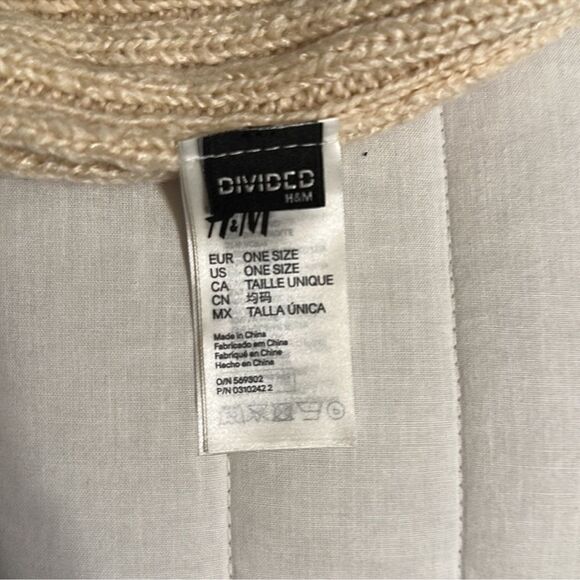 DIVIDED
H&M
H&M
EUR ONE SIZE
US ONE SIZE
CA TAILLE UNIQUE
CN 均码
MX TALLA ÚNICA
Made in China
Fabricado em China
Fabriqué en Chine
Hecho en China
O/N 569302
P/N 0310242 2